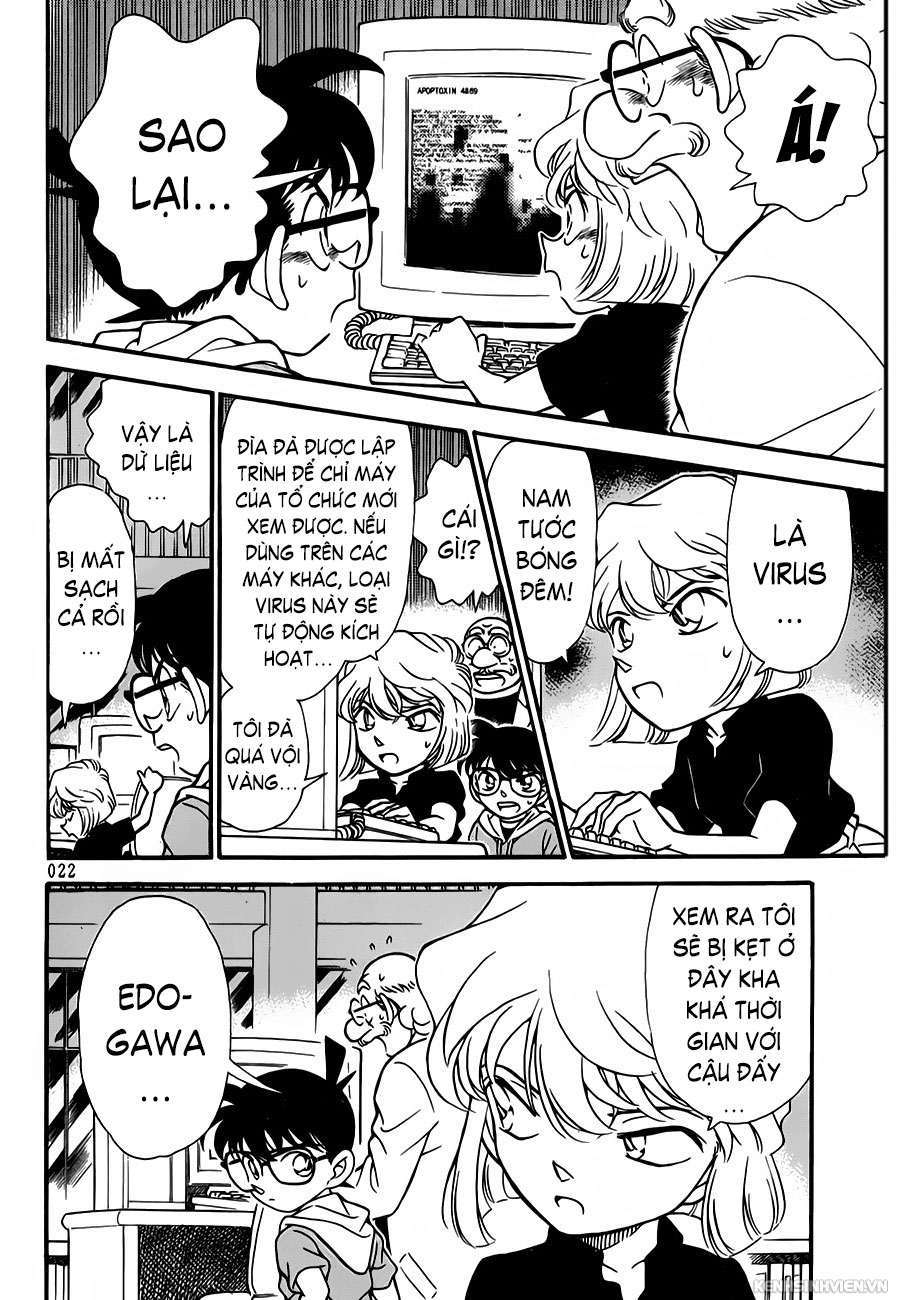 Á!
APOPTOXIN 4869
SAO
LẠI...
LÀ
VIRUS
...
NAM
TƯỚC
BÓNG
ĐÊM!
CÁI
GÌ!?
ĐĨA ĐÃ ĐƯỢC LẬP
TRÌNH ĐỂ CHỈ MÁY
CỦA TỔ CHỨC MỚI
XEM ĐƯỢC. NẾU
DÙNG TRÊN CÁC
MÁY KHÁC, LOẠI
VIRUS NÀY SẼ
TỰ ĐỘNG KÍCH
HOẠT...
TÔI ĐÃ
QUÁ VỘI
VÀNG...
VẬY LÀ
DỮ LIỆU
...
BỊ MẤT
SẠCH
CẢ RỒI
...
022
XEM RA TÔI
SẼ BỊ KẸT Ở
ĐÂY KHA
KHÁ THỜI
GIAN VỚI
CẬU ĐẤY
...
EDO-
GAWA
...
KENHSINHVIEN.VN